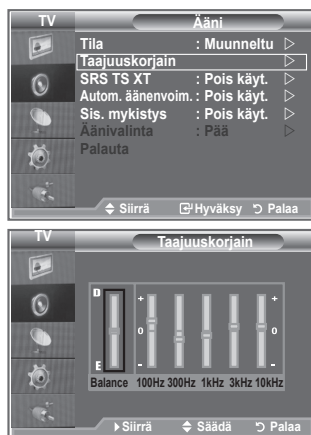 TV
Ääni
Tila : Muunneltu
Taajuuskorjain
SRS TS XT : Pois käyt.
Autom. äänenvoim. : Pois käyt.
Sis. mykistys : Pois käyt.
Äänivalinta : Pää
Palauta
Siirrä Hyväksy Palaa
TV
Taajuuskorjain
D
+ +
0 0
- -
E
Balance 100Hz 300Hz 1kHz 3kHz 10kHz
Siirrä Säädä Palaa